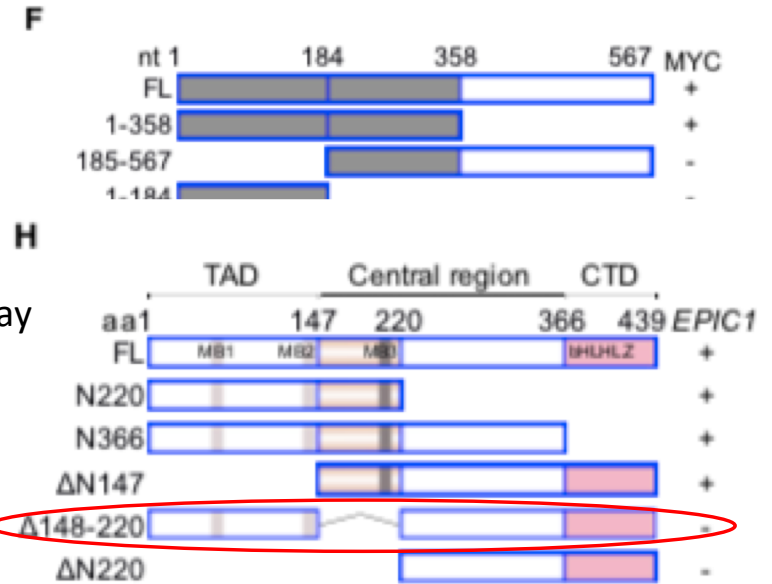 F
nt 1 184 358 567 MYC
FL +
1-358 +
185-567 -
1-184 -
H
TAD Central region CTD
ay
aa1 147 220 366 439 EPIC1
FL MB1 MB2 bHLHLZ +
N220 +
N366 +
ΔN147 +
Δ148-220 -
ΔN220 -